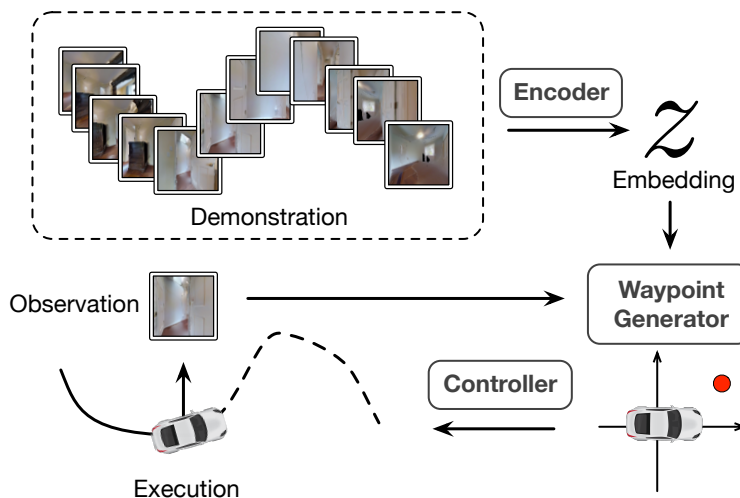 Encoder
z
Embedding
Demonstration
Observation
Waypoint
Generator
Controller
Execution